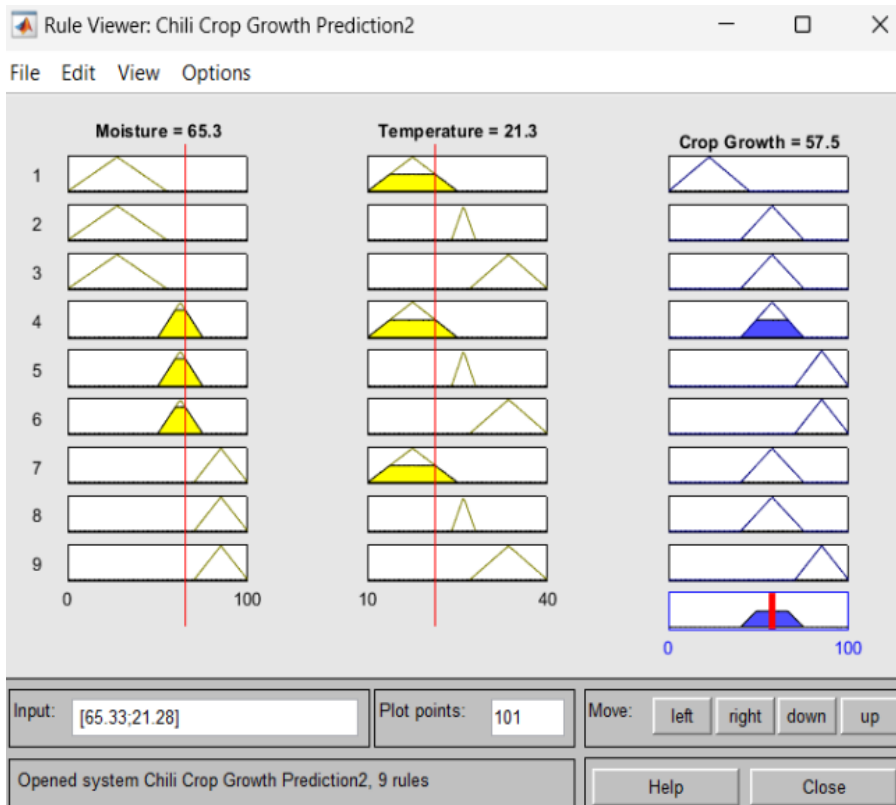 Rule Viewer: Chili Crop Growth Prediction2
File Edit View Options
Moisture = 65.3 Temperature = 21.3 Crop Growth = 57.5
1
2
3
4
5
6
7
8
9
0 100 10 40
0 100
Input: [65.33;21.28] Plot points: 101 Move: left right down up
Opened system Chili Crop Growth Prediction2, 9 rules Help Close